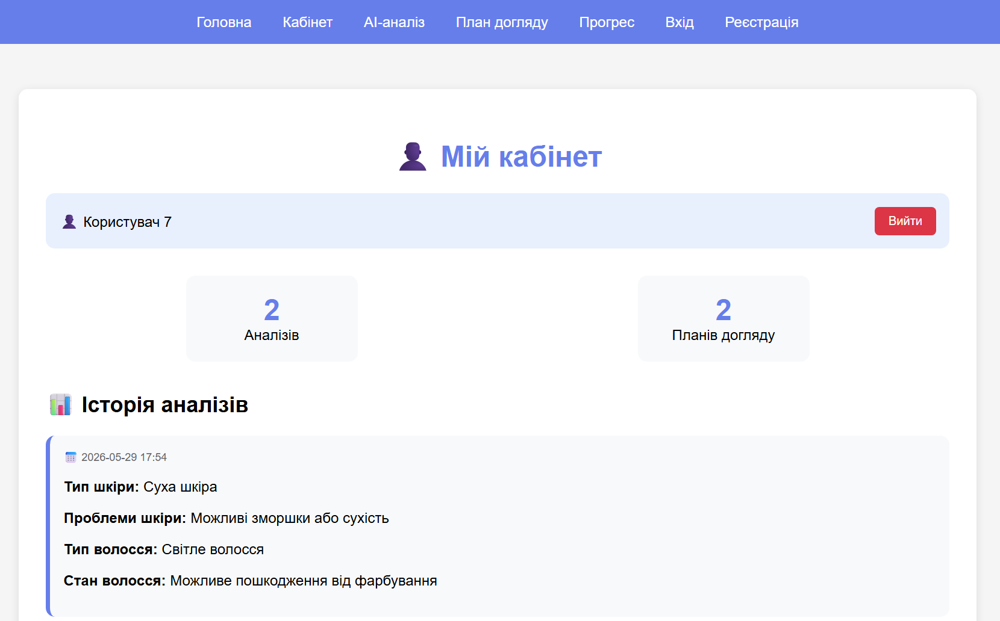 Головна Кабінет AI-аналіз План догляду Прогрес Вхід Реєстрація
Мій кабінет
Користувач 7 Вийти
2 2
Аналізів Планів догляду
Історія аналізів
2026-05-29 17:54
Тип шкіри: Суха шкіра
Проблеми шкіри: Можливі зморшки або сухість
Тип волосся: Світле волосся
Стан волосся: Можливе пошкодження від фарбування